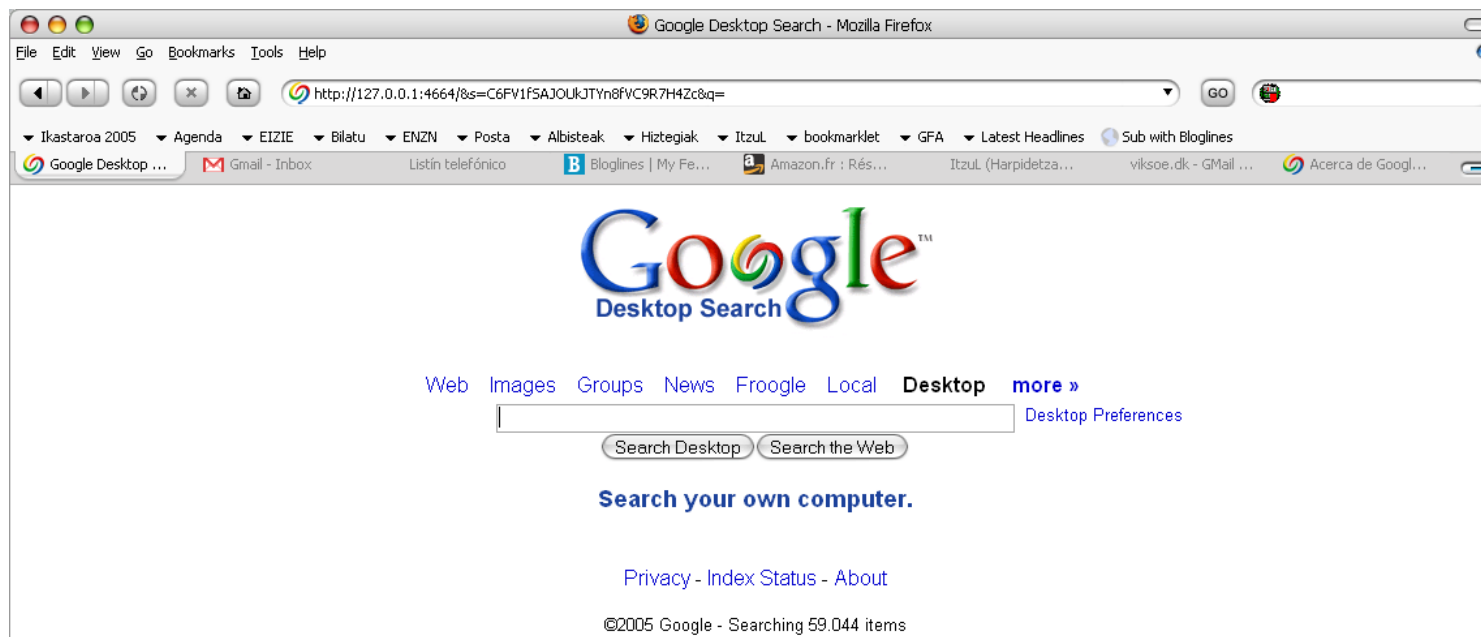 Google Desktop Search - Mozilla Firefox
File Edit View Go Bookmarks Tools Help
http://127.0.0.1:4664/&s=C6FV1fSAJOUkJTYn8fVC9R7H4Zc&q= GO
Ikastaroa 2005 Agenda EIZIE Bilatu ENZN Posta Albisteak Hiztegiak ItzuL bookmarklet GFA Latest Headlines Sub with Bloglines
Google Desktop ... Gmail - Inbox Listín telefónico Bloglines | My Fe... Amazon.fr : Rés... ItzuL (Harpidetza... viksoe.dk - GMail ... Acerca de Googl...
Google™
Desktop Search
Web Images Groups News Froogle Local Desktop more »
Desktop Preferences
Search Desktop Search the Web
Search your own computer.
Privacy - Index Status - About
©2005 Google - Searching 59.044 items